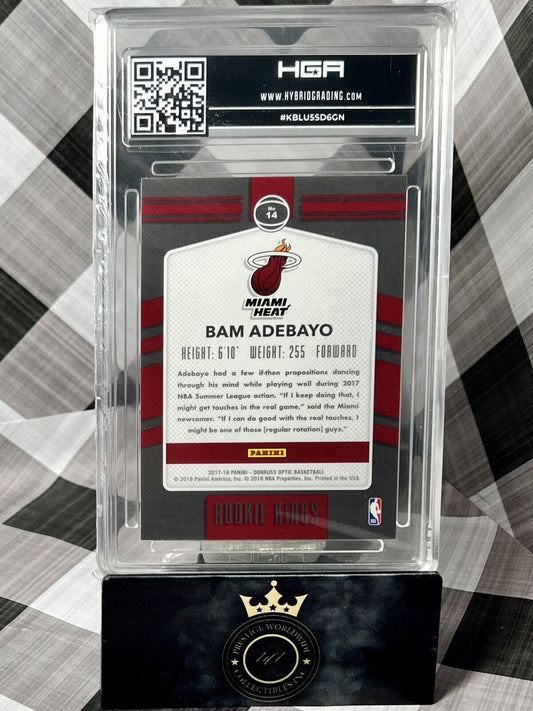 HGA
WWW.HYBRIDGRADING.COM
#KBLU5SD6GN
No
14
MIAMI
HEAT
BAM ADEBAYO
HEIGHT: 6'10" WEIGHT: 255 FORWARD
Adebayo had a few if-then propositions dancing
through his mind while playing well during 2017
NBA Summer League action. "If I keep doing that, I
might get touches in the real game," said the Miami
newcomer. "If I can do good with the real touches, I
might be one of those [regular rotation] guys."
PANINI
2017-18 PANINI - DONRUSS OPTIC BASKETBALL
© 2018 Panini America, Inc. © 2018 NBA Properties, Inc. Printed in the USA.
ROOKIE KINGS
PRESTIGE WORLDWIDE
1of1
COLLECTIBLES INC